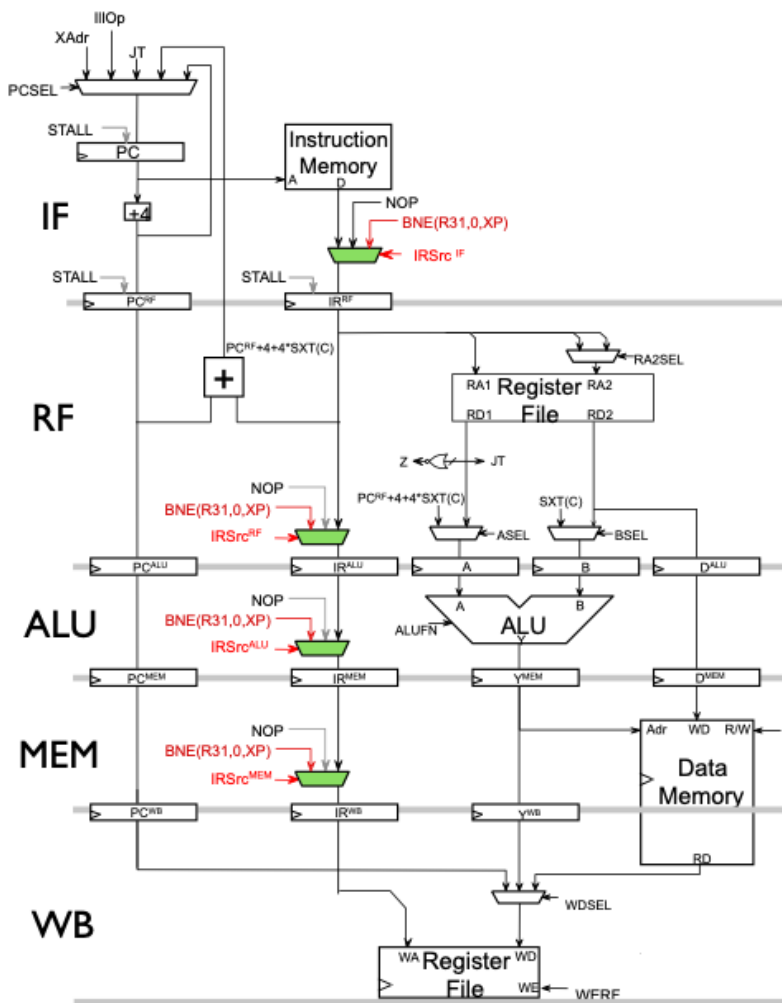 IllOp
XAdr
JT
PCSEL
STALL
PC
Instruction
Memory
A
D
+4
IF
NOP
BNE(R31,0,XP)
IRSrc IF
STALL
STALL
PCRF
IRRF
PCRF+4+4*SXT(C)
+
RA2SEL
RA1
Register
RA2
File
RD1
RD2
RF
Z
JT
NOP
PCRF+4+4*SXT(C)
SXT(C)
BNE(R31,0,XP)
IRSrcRF
ASEL
BSEL
PCALU
IRALU
A
B
DALU
ALU
NOP
BNE(R31,0,XP)
IRSrcALU
A
B
ALUFN
ALU
Y
PCMEM
IRMEM
YMEM
DMEM
MEM
NOP
BNE(R31,0,XP)
IRSrcMEM
Adr
WD
R/W
Data
Memory
PCWB
IRWB
YWB
RD
WB
WDSEL
WA
Register
WD
File
WE
WERF